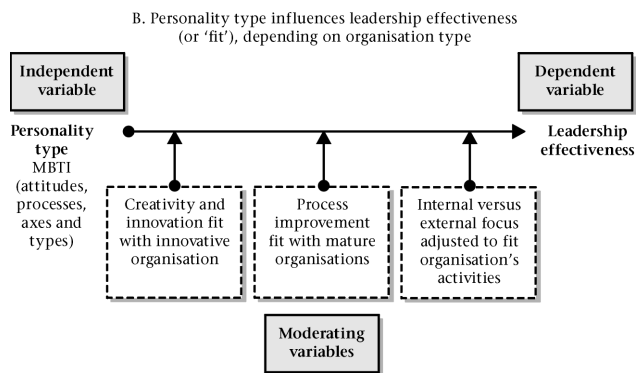 B. Personality type influences leadership effectiveness
(or ‘fit’), depending on organisation type
Independent
variable
Dependent
variable
Personality
type
MBTI
(attitudes,
processes,
axes and
types)
Leadership
effectiveness
Creativity and
innovation fit
with innovative
organisation
Process
improvement
fit with mature
organisations
Internal versus
external focus
adjusted to fit
organisation’s
activities
Moderating
variables